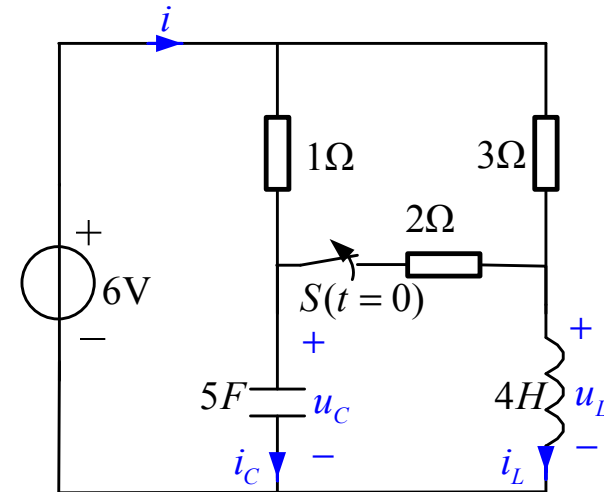 i
1Ω
3Ω
2Ω
+
6V
−
S(t = 0)
+
+
5F
u_C
4H
u_L
i_C
−
i_L
−